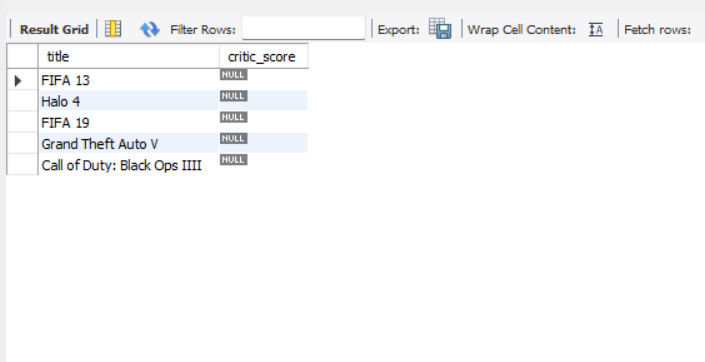 Result Grid Filter Rows: Export: Wrap Cell Content: IA Fetch rows:
title critic_score
FIFA 13 NULL
Halo 4 NULL
FIFA 19 NULL
Grand Theft Auto V NULL
Call of Duty: Black Ops IIII NULL